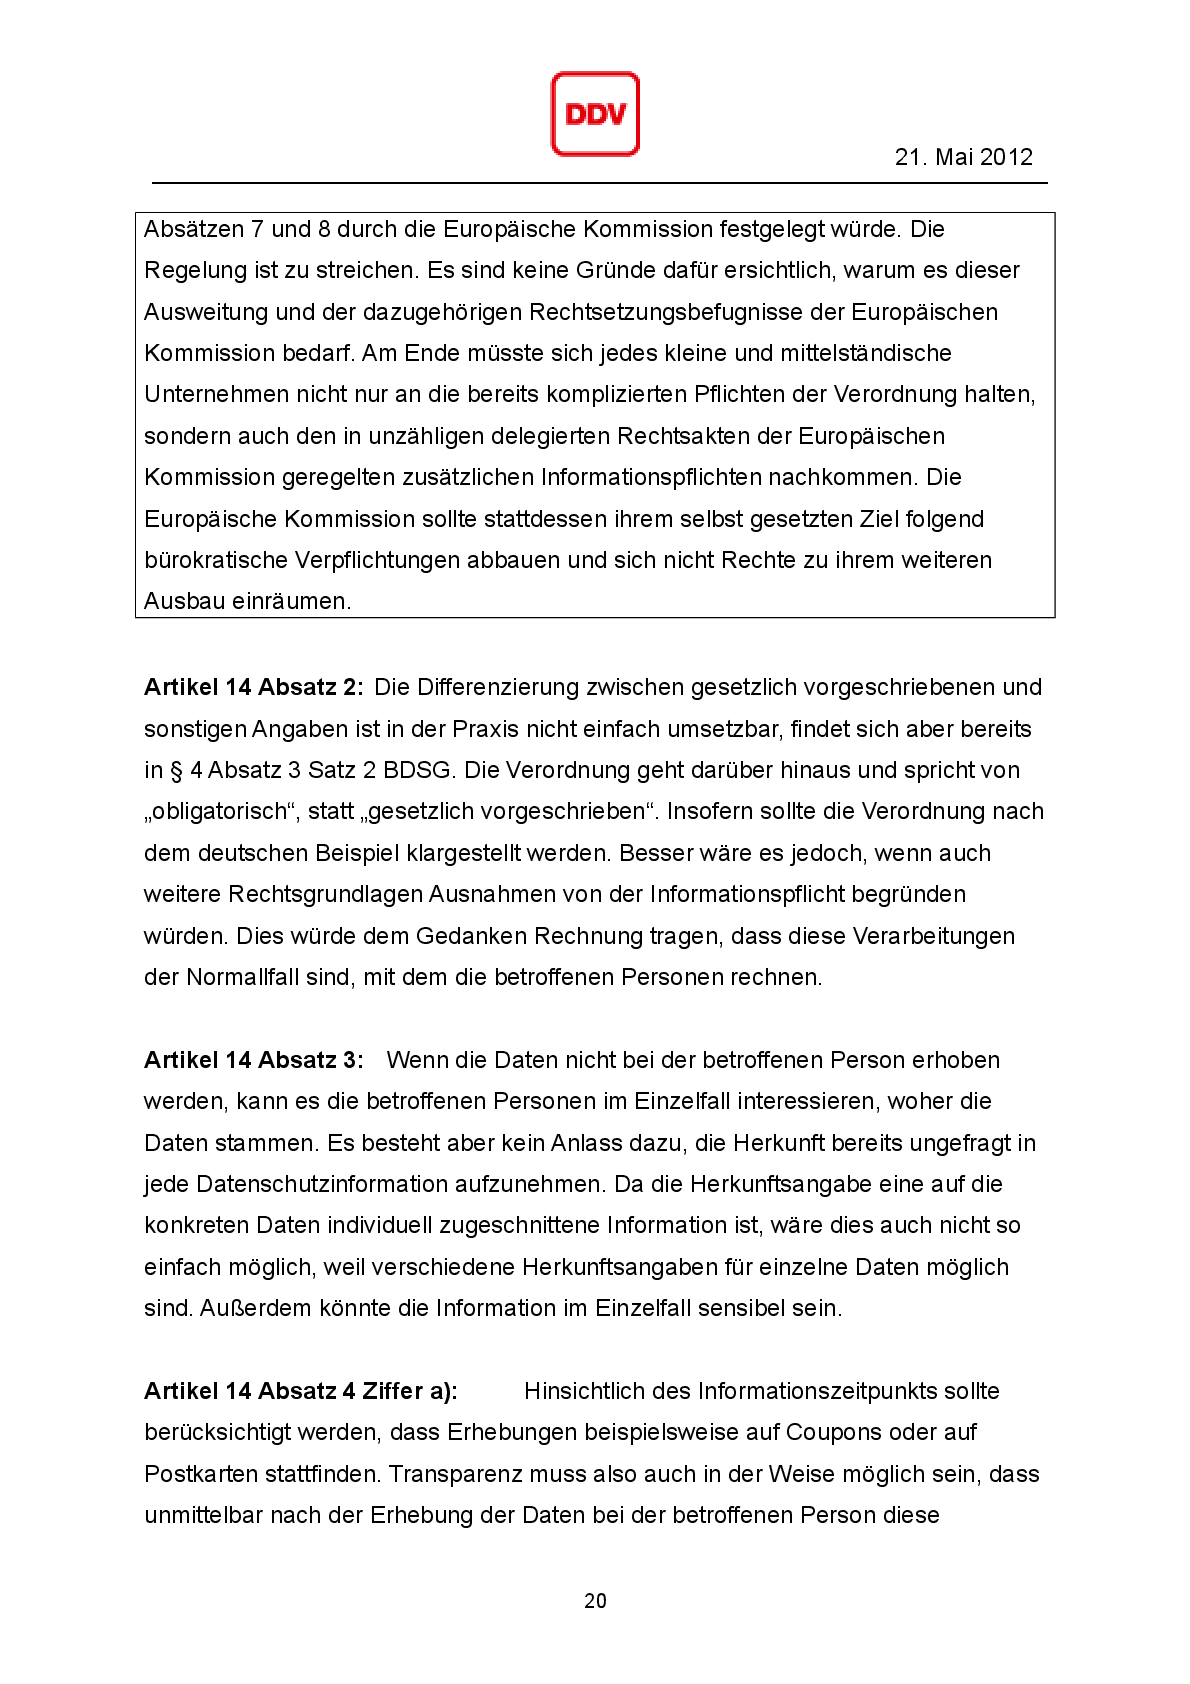 DDV
21. Mai 2012
Absätzen 7 und 8 durch die Europäische Kommission festgelegt würde. Die
Regelung ist zu streichen. Es sind keine Gründe dafür ersichtlich, warum es dieser
Ausweitung und der dazugehörigen Rechtsetzungsbefugnisse der Europäischen
Kommission bedarf. Am Ende müsste sich jedes kleine und mittelständische
Unternehmen nicht nur an die bereits komplizierten Pflichten der Verordnung halten,
sondern auch den in unzähligen delegierten Rechtsakten der Europäischen
Kommission geregelten zusätzlichen Informationspflichten nachkommen. Die
Europäische Kommission sollte stattdessen ihrem selbst gesetzten Ziel folgend
bürokratische Verpflichtungen abbauen und sich nicht Rechte zu ihrem weiteren
Ausbau einräumen.
Artikel 14 Absatz 2: Die Differenzierung zwischen gesetzlich vorgeschriebenen und
sonstigen Angaben ist in der Praxis nicht einfach umsetzbar, findet sich aber bereits
in § 4 Absatz 3 Satz 2 BDSG. Die Verordnung geht darüber hinaus und spricht von
„obligatorisch“, statt „gesetzlich vorgeschrieben“. Insofern sollte die Verordnung nach
dem deutschen Beispiel klargestellt werden. Besser wäre es jedoch, wenn auch
weitere Rechtsgrundlagen Ausnahmen von der Informationspflicht begründen
würden. Dies würde dem Gedanken Rechnung tragen, dass diese Verarbeitungen
der Normallfall sind, mit dem die betroffenen Personen rechnen.
Artikel 14 Absatz 3: Wenn die Daten nicht bei der betroffenen Person erhoben
werden, kann es die betroffenen Personen im Einzelfall interessieren, woher die
Daten stammen. Es besteht aber kein Anlass dazu, die Herkunft bereits ungefragt in
jede Datenschutzinformation aufzunehmen. Da die Herkunftsangabe eine auf die
konkreten Daten individuell zugeschnittene Information ist, wäre dies auch nicht so
einfach möglich, weil verschiedene Herkunftsangaben für einzelne Daten möglich
sind. Außerdem könnte die Information im Einzelfall sensibel sein.
Artikel 14 Absatz 4 Ziffer a): Hinsichtlich des Informationszeitpunkts sollte
berücksichtigt werden, dass Erhebungen beispielsweise auf Coupons oder auf
Postkarten stattfinden. Transparenz muss also auch in der Weise möglich sein, dass
unmittelbar nach der Erhebung der Daten bei der betroffenen Person diese
20